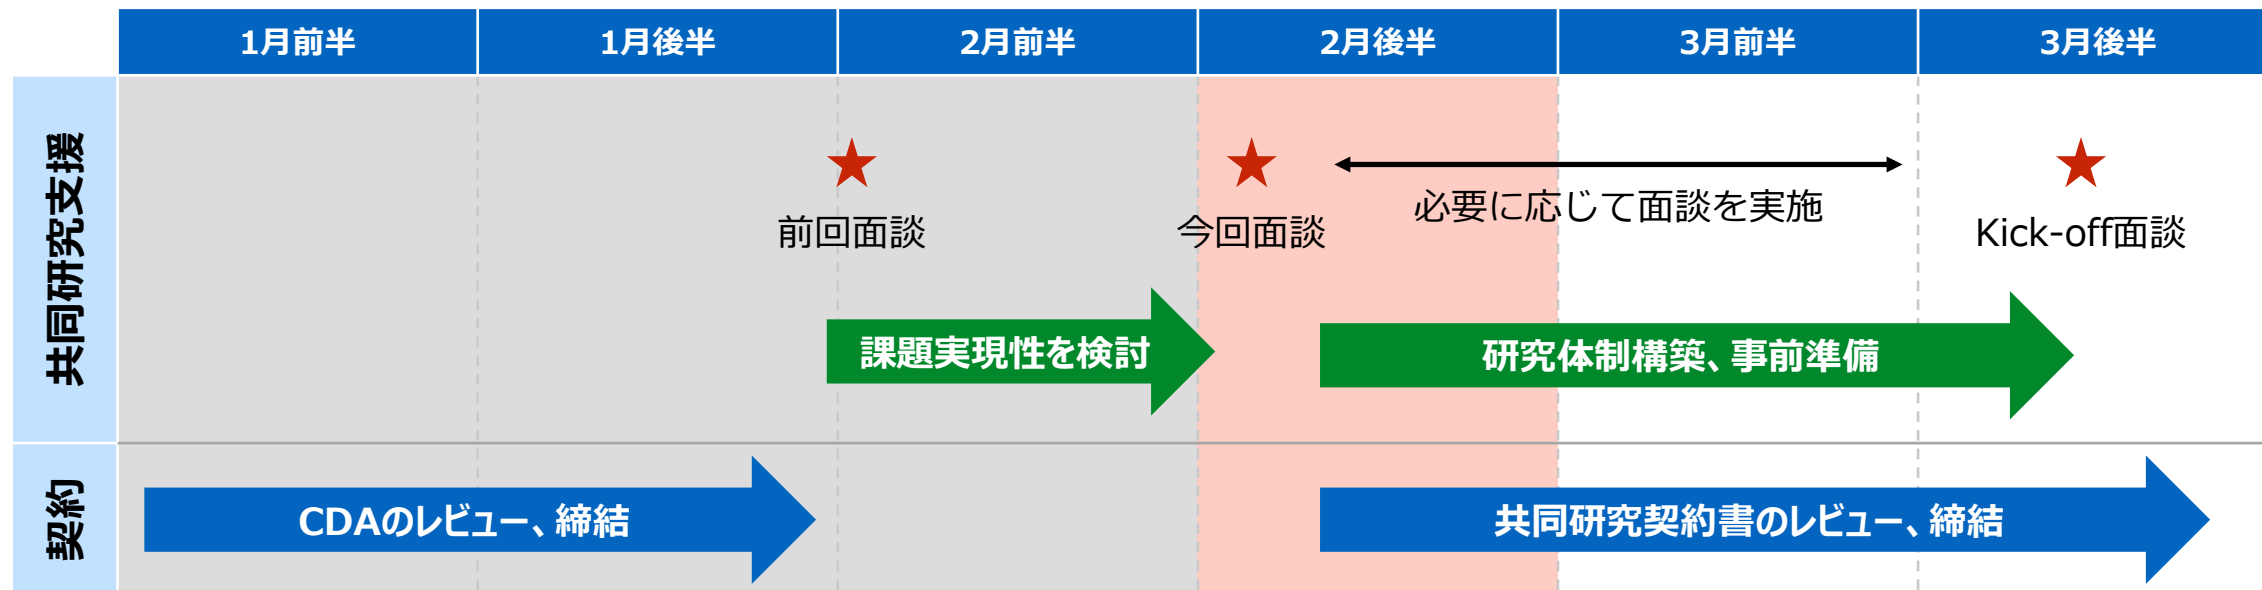 1月前半
1月後半
2月前半
2月後半
3月前半
3月後半
共同研究支援
前回面談
今回面談
必要に応じて面談を実施
Kick-off面談
課題実現性を検討
研究体制構築、事前準備
契約
CDAのレビュー、締結
共同研究契約書のレビュー、締結